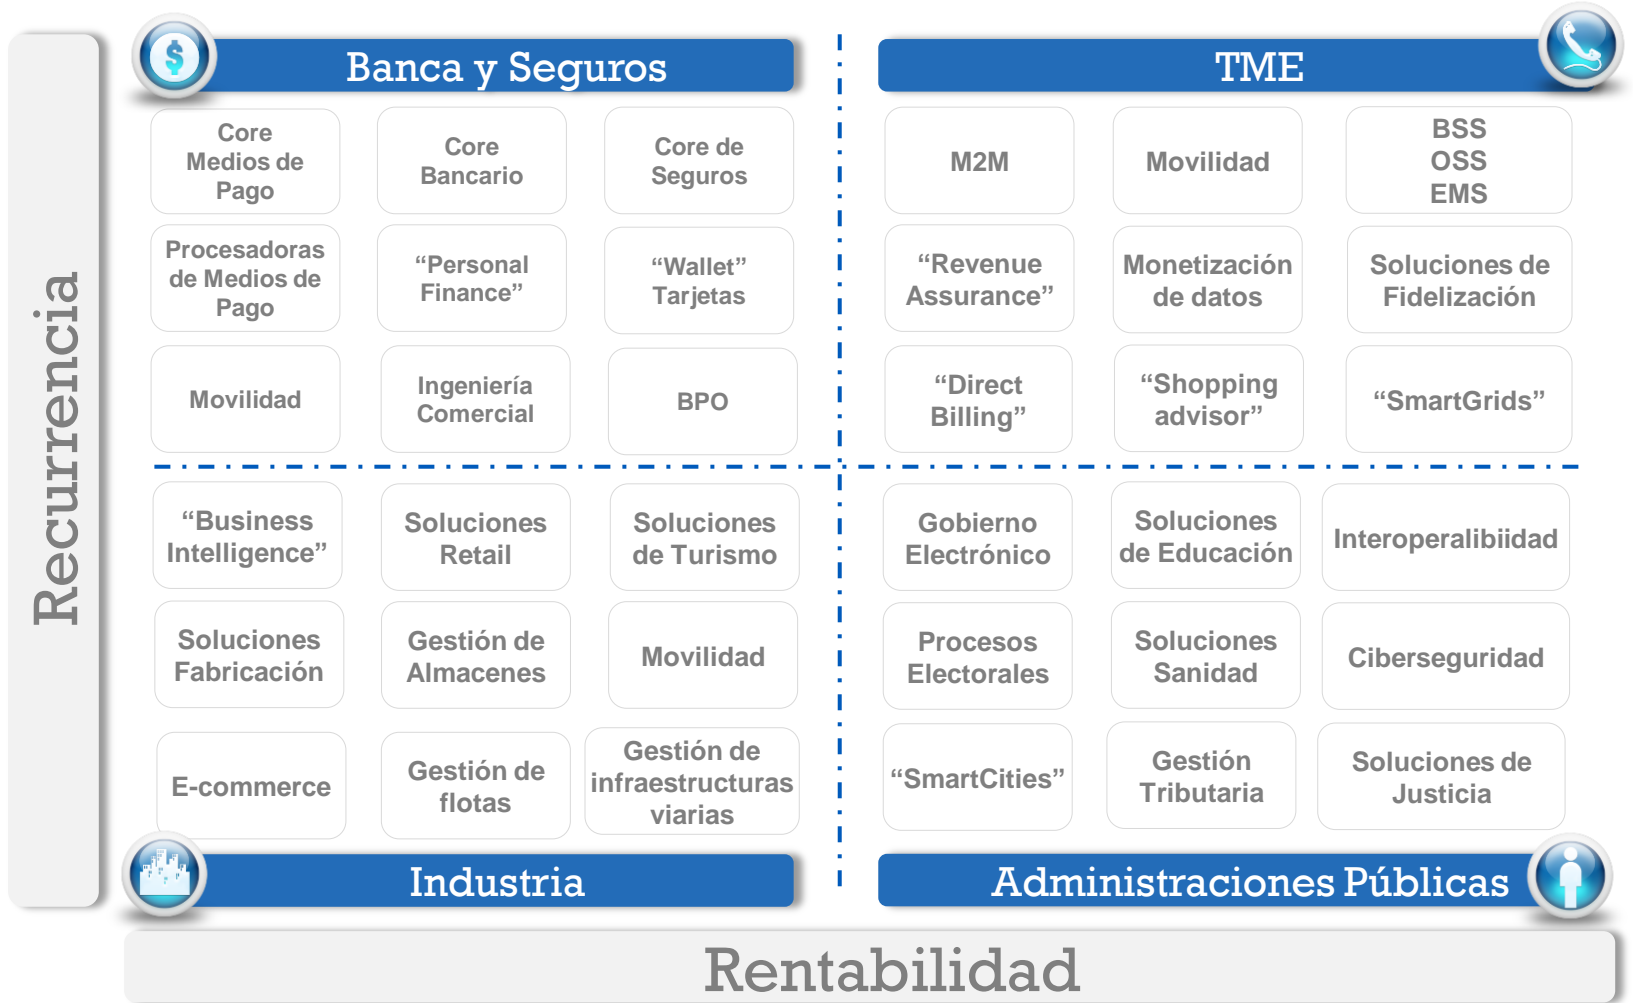 Recurrencia
Banca y Seguros
Core
Medios de
Pago
Core
Bancario
Core de
Seguros
Procesadoras
de Medios de
Pago
“Personal
Finance”
“Wallet”
Tarjetas
Movilidad
Ingeniería
Comercial
BPO
TME
M2M
Movilidad
BSS
OSS
EMS
“Revenue
Assurance”
Monetización
de datos
Soluciones de
Fidelización
“Direct
Billing”
“Shopping
advisor”
“SmartGrids”
“Business
Intelligence”
Soluciones
Retail
Soluciones
de Turismo
Soluciones
Fabricación
Gestión de
Almacenes
Movilidad
E-commerce
Gestión de
flotas
Gestión de
infraestructuras
viarias
Industria
Gobierno
Electrónico
Soluciones
de Educación
Interoperalibiidad
Procesos
Electorales
Soluciones
Sanidad
Ciberseguridad
“SmartCities”
Gestión
Tributaria
Soluciones de
Justicia
Administraciones Públicas
Rentabilidad